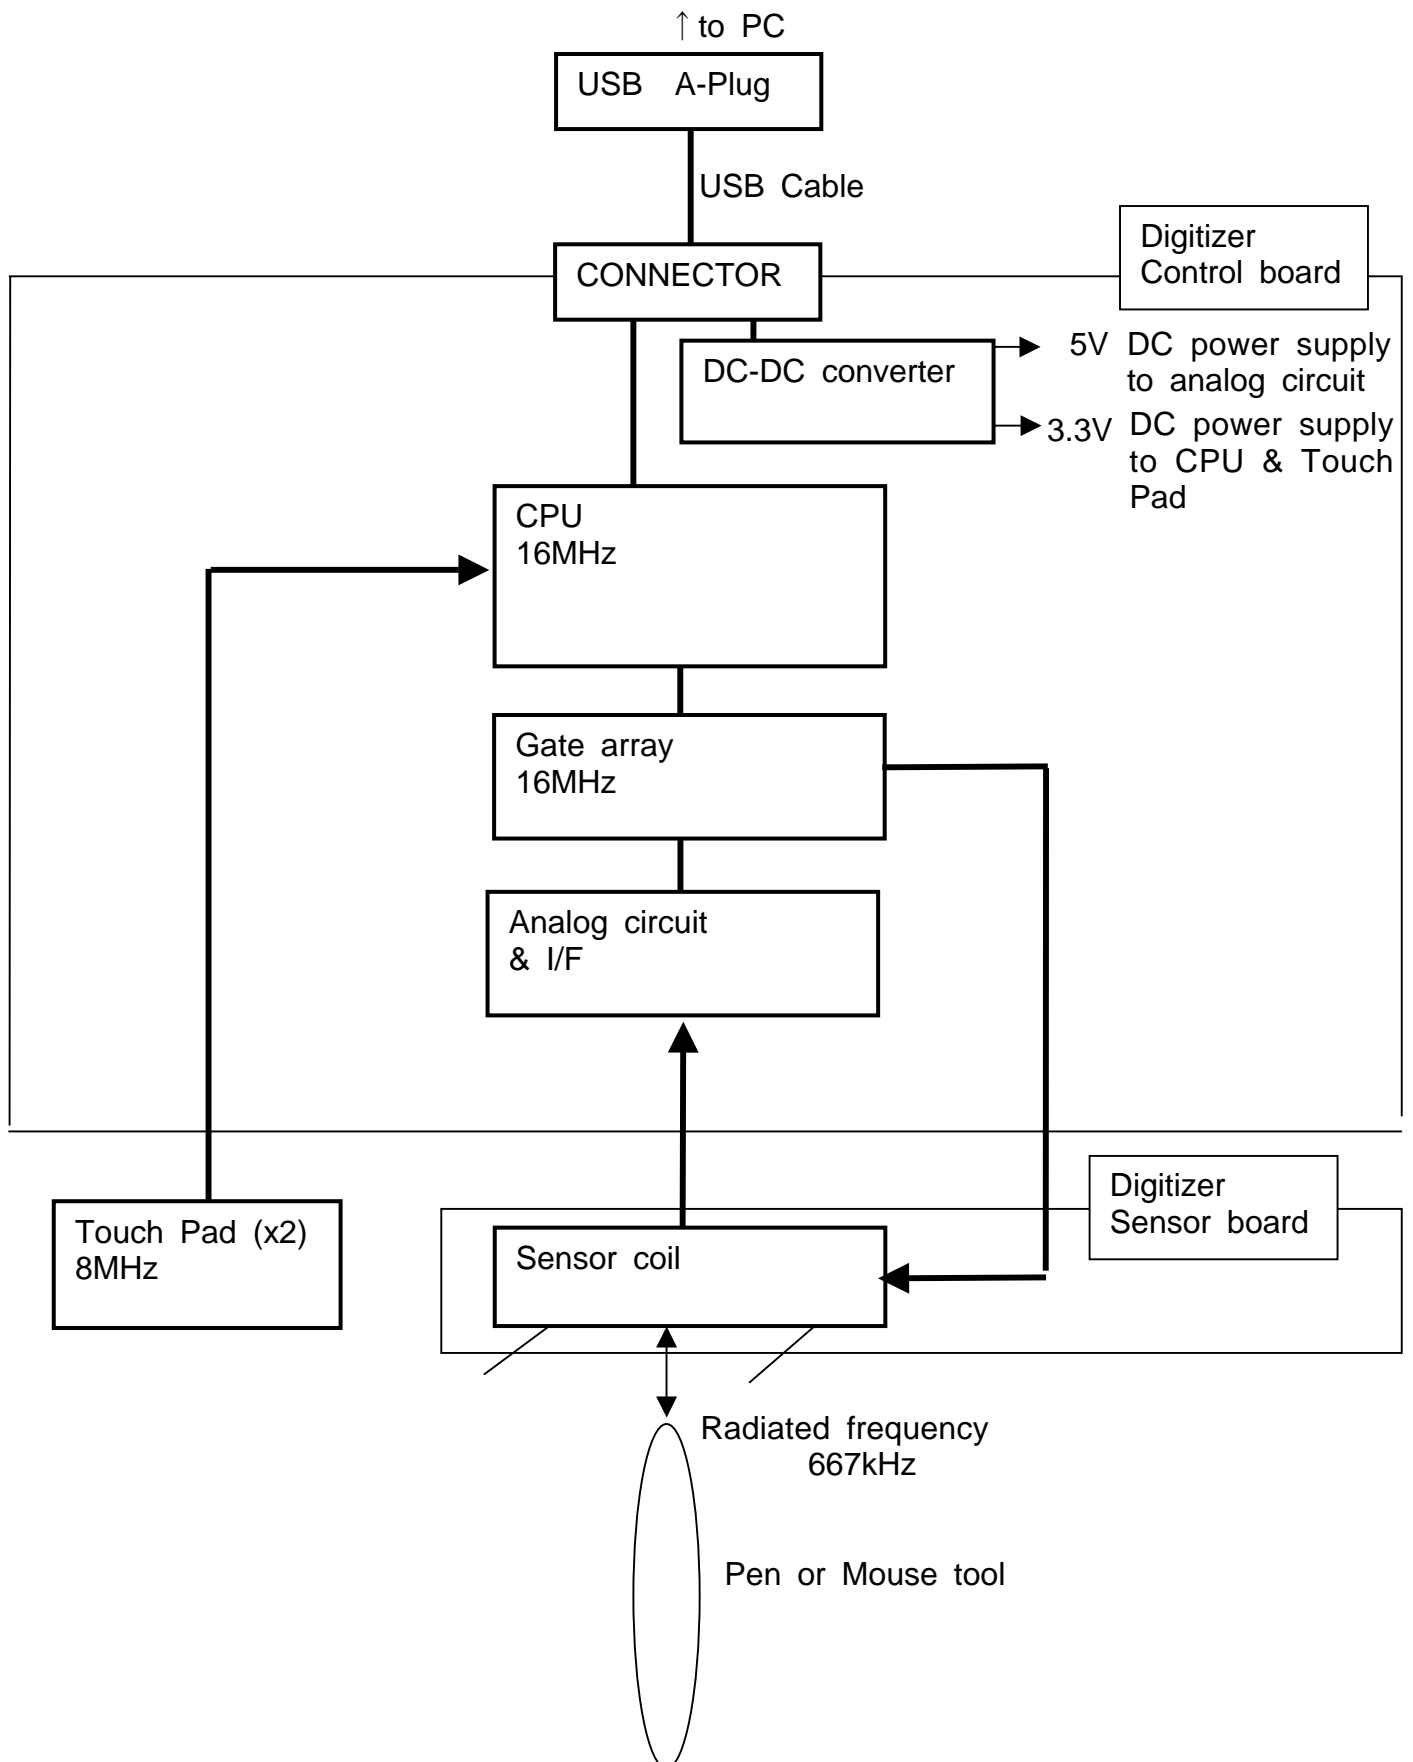 ↑ to PC
USB A-Plug
USB Cable
Digitizer
Control board
CONNECTOR
DC-DC converter
5V DC power supply
to analog circuit
3.3V DC power supply
to CPU & Touch
Pad
CPU
16MHz
Gate array
16MHz
Analog circuit
& I/F
Digitizer
Sensor board
Touch Pad (x2)
8MHz
Sensor coil
Radiated frequency
667kHz
Pen or Mouse tool